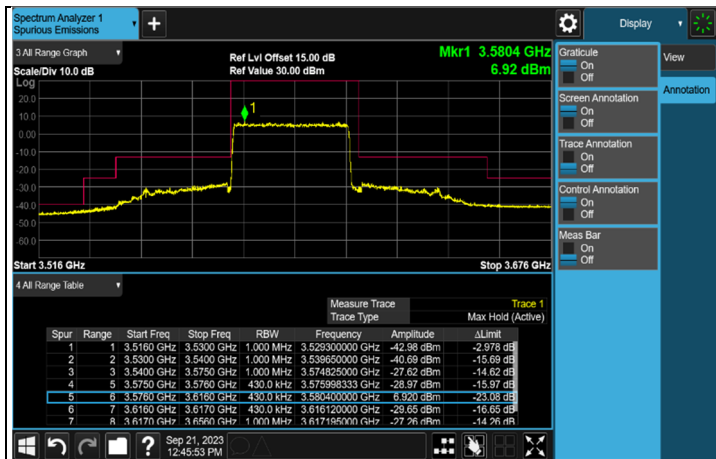 Spectrum Analyzer 1
Spurious Emissions
Display
3 All Range Graph
Ref Lvl Offset 15.00 dB
Mkr1 3.5804 GHz
Scale/Div 10.0 dB
Ref Value 30.00 dBm
6.92 dBm
Log
20.0
10.0
0.00
-10.0
-20.0
-30.0
-40.0
-50.0
-60.0
1
Start 3.516 GHz
Stop 3.676 GHz
Graticule
On
Off
Screen Annotation
On
Off
Trace Annotation
On
Off
Control Annotation
On
Off
Meas Bar
On
Off
View
Annotation
4 All Range Table
Measure Trace Trace 1
Trace Type Max Hold (Active)
Spur Range Start Freq Stop Freq RBW Frequency Amplitude ΔLimit
1 1 3.5160 GHz 3.5300 GHz 1.000 MHz 3.529300000 GHz -42.98 dBm -2.978 dB
2 2 3.5300 GHz 3.5400 GHz 1.000 MHz 3.539650000 GHz -40.69 dBm -15.69 dB
3 3 3.5400 GHz 3.5750 GHz 1.000 MHz 3.574825000 GHz -27.62 dBm -14.62 dB
4 5 3.5750 GHz 3.5760 GHz 430.0 kHz 3.575998333 GHz -28.97 dBm -15.97 dB
5 6 3.5760 GHz 3.6160 GHz 430.0 kHz 3.580400000 GHz 6.920 dBm -23.08 dB
6 7 3.6160 GHz 3.6170 GHz 430.0 kHz 3.616120000 GHz -29.65 dBm -16.65 dB
7 8 3.6170 GHz 3.6560 GHz 1.000 MHz 3.617195000 GHz -27.26 dBm -14.26 dB
Sep 21, 2023
12:45:53 PM